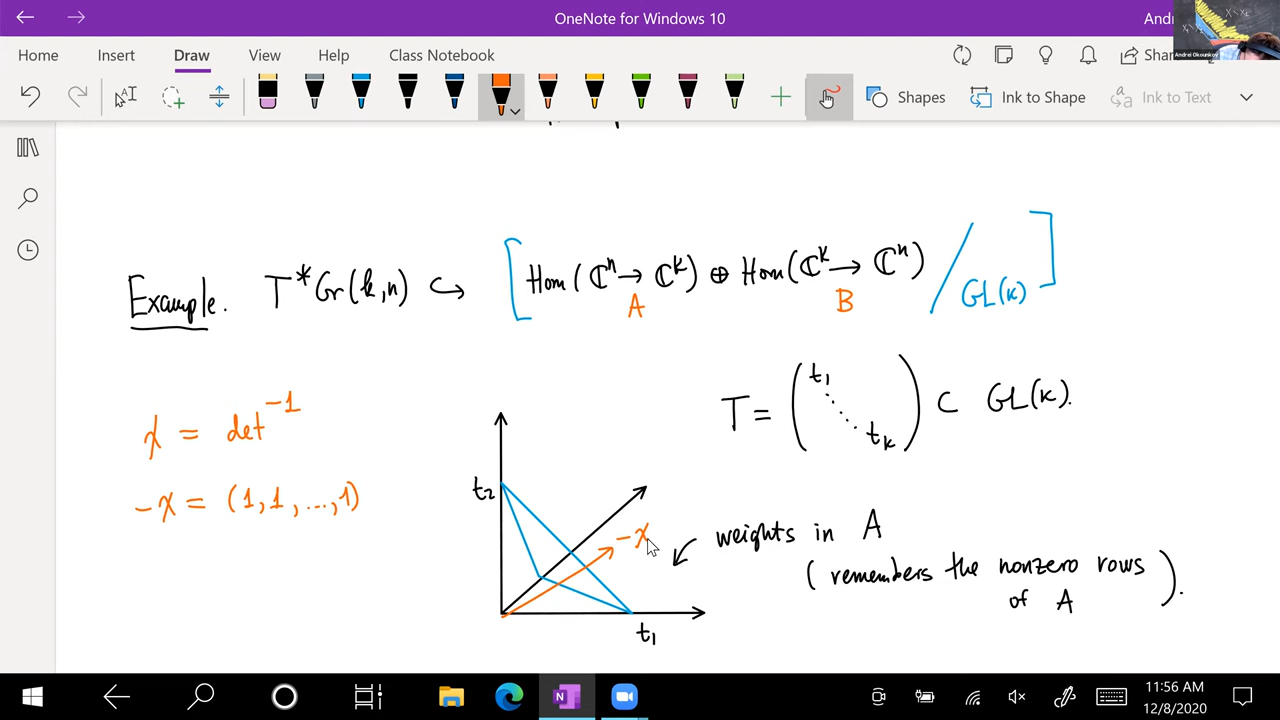 OneNote for Windows 10
Home Insert Draw View Help Class Notebook
Shapes Ink to Shape Ink to Text
Example. T*Gr(k,n) ↪ [ Hom(ℂⁿ → ℂᵏ) ⊕ Hom(ℂᵏ → ℂⁿ) / GL(k) ]
A B
T = ( t₁ ⋱ tₖ ) ⊂ GL(k).
χ = det⁻¹
-χ = (1,1,...,1)
t₂
-χ
weights in A
(remembers the nonzero rows
of A).
t₁
11:56 AM
12/8/2020